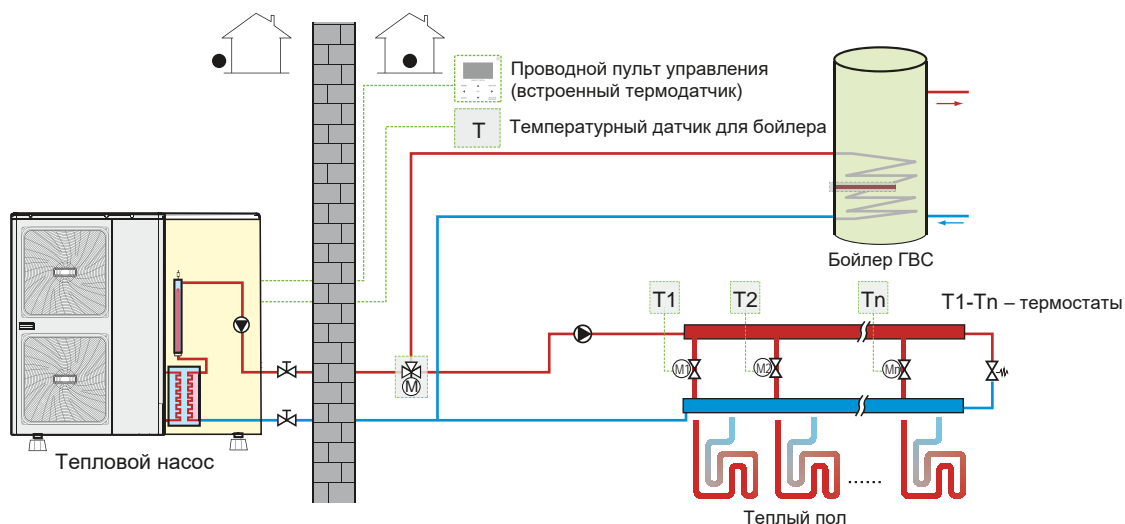 Проводной пульт управления
(встроенный термодатчик)
T
Температурный датчик для бойлера
Бойлер ГВС
T1
T2
Tn
T1-Tn – термостаты
M
M1
M2
Mn
Тепловой насос
......
Теплый пол